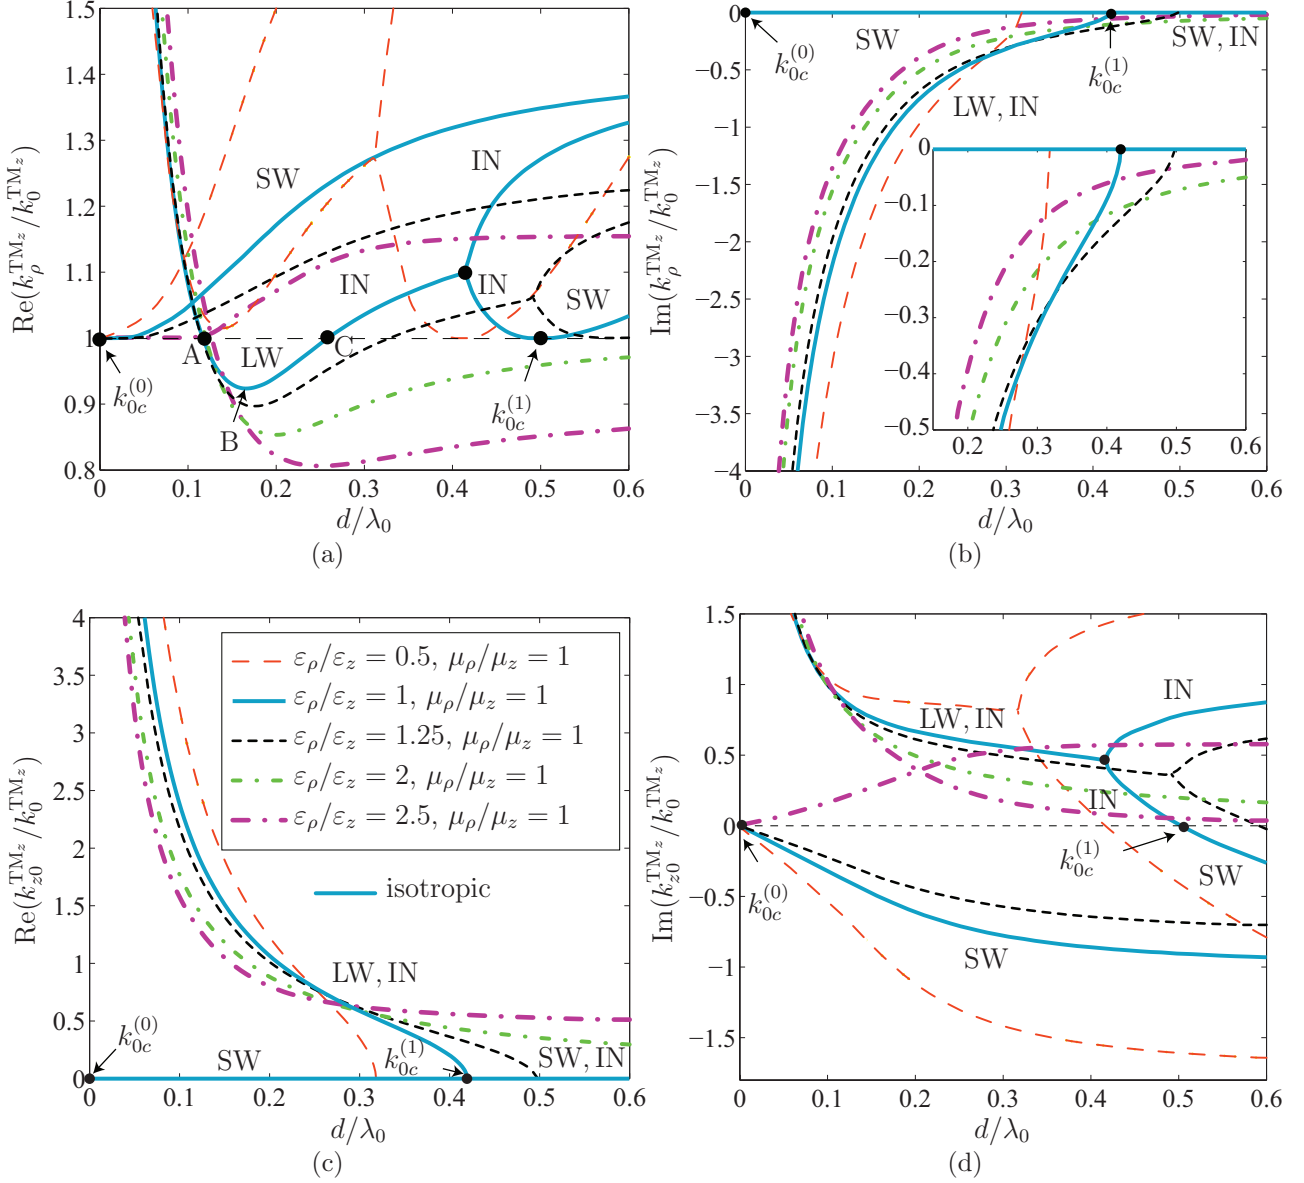 1.5
1.4
1.3
1.2
1.1
1
0.9
0.8
Re(k_ρ^{TM_z}/k_0^{TM_z})
SW
IN
IN
IN
SW
A
LW
C
B
k_{0c}^{(0)}
k_{0c}^{(1)}
0 0.1 0.2 0.3 0.4 0.5 0.6
d/λ_0
(a)
0
−0.5
−1
−1.5
−2
−2.5
−3
−3.5
−4
Im(k_ρ^{TM_z}/k_0^{TM_z})
k_{0c}^{(0)}
SW
k_{0c}^{(1)}
SW, IN
LW, IN
0
−0.1
−0.2
−0.3
−0.4
−0.5
0.2 0.3 0.4 0.5 0.6
0 0.1 0.2 0.3 0.4 0.5 0.6
d/λ_0
(b)
4
3.5
3
2.5
2
1.5
1
0.5
0
Re(k_{z0}^{TM_z}/k_0^{TM_z})
ε_ρ/ε_z = 0.5, μ_ρ/μ_z = 1
ε_ρ/ε_z = 1, μ_ρ/μ_z = 1
ε_ρ/ε_z = 1.25, μ_ρ/μ_z = 1
ε_ρ/ε_z = 2, μ_ρ/μ_z = 1
ε_ρ/ε_z = 2.5, μ_ρ/μ_z = 1
isotropic
LW, IN
k_{0c}^{(0)}
SW
k_{0c}^{(1)}
SW, IN
0 0.1 0.2 0.3 0.4 0.5 0.6
d/λ_0
(c)
1.5
1
0.5
0
−0.5
−1
−1.5
Im(k_{z0}^{TM_z}/k_0^{TM_z})
IN
LW, IN
IN
k_{0c}^{(1)}
k_{0c}^{(0)}
SW
SW
0 0.1 0.2 0.3 0.4 0.5 0.6
d/λ_0
(d)